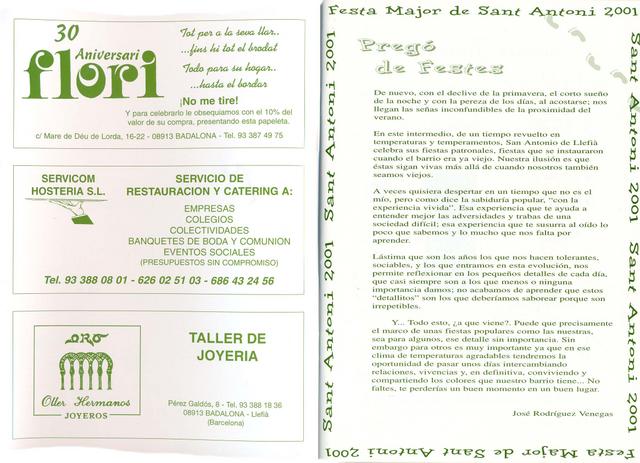 30
Aniversari
flori
Tot per a la seva llar..
...fins hi tot el brodat
Todo para su hogar..
...hasta el bordar
¡No me tire!
Y para celebrarlo le obsequiamos con el 10% del
valor de su compra, presentando esta papeleta.
c/ Mare de Déu de Lorda, 16-22 - 08913 BADALONA - Tel. 93 387 49 75
SERVICOM
HOSTERIA S.L.
SERVICIO DE
RESTAURACION Y CATERING A:
EMPRESAS
COLEGIOS
COLECTIVIDADES
BANQUETES DE BODA Y COMUNION
EVENTOS SOCIALES
(PRESUPUESTOS SIN COMPROMISO)
Tel. 93 388 08 01 - 626 02 51 03 - 686 43 24 56
ORO
Oller Hermanos
JOYEROS
TALLER DE
JOYERIA
Pérez Galdós, 8 - Tel. 93 388 18 36
08913 BADALONA - Llefià
(Barcelona)
Festa Major de Sant Antoni 2001
Sant Antoni 2001 Sant Antoni 2001
Pregó
de Festes
De nuevo, con el declive de la primavera, el corto sueño
de la noche y con la pereza de los días, al acostarse; nos
llegan las señas inconfundibles de la proximidad del
verano.
En este intermedio, de un tiempo revuelto en
temperaturas y temperamentos, San Antonio de Llefià
celebra sus fiestas patronales, fiestas que se instauraron
cuando el barrio era ya viejo. Nuestra ilusión es que
éstas sigan vivas más allá de cuando nosotros también
seamos viejos.
A veces quisiera despertar en un tiempo que no es el
mío, pero como dice la sabiduría popular, "con la
experiencia vivida". Esa experiencia que te ayuda a
entender mejor las adversidades y trabas de una
sociedad difícil; esa experiencia que te susurra al oído lo
poco que sabemos y lo mucho que nos falta por
aprender.
Lástima que son los años los que nos hacen tolerantes,
sociables, y los que entramos en esta evolución, nos
permite reflexionar en los pequeños detalles de cada día,
que casi siempre son a los que menos o ninguna
importancia damos; no acabamos de aprender que estos
"detallitos" son los que deberíamos saborear porque son
irrepetibles.
Y... Todo esto, ¿a que viene?. Puede que precisamente
el marco de unas fiestas populares como las nuestras,
sea para algunos, ese detalle sin importancia. Sin
embargo para otros es muy importante ya que en ese
clima de temperaturas agradables tendremos la
oportunidad de pasar unos días intercambiando
relaciones, vivencias y, en definitiva, conviviendo y
compartiendo los colores que nuestro barrio tiene... No
faltes, te perderías un buen momento en un buen lugar.
José Rodríguez Venegas
Sant Antoni 2001 Sant Antoni 2001
Festa Major de Sant Antoni 2001